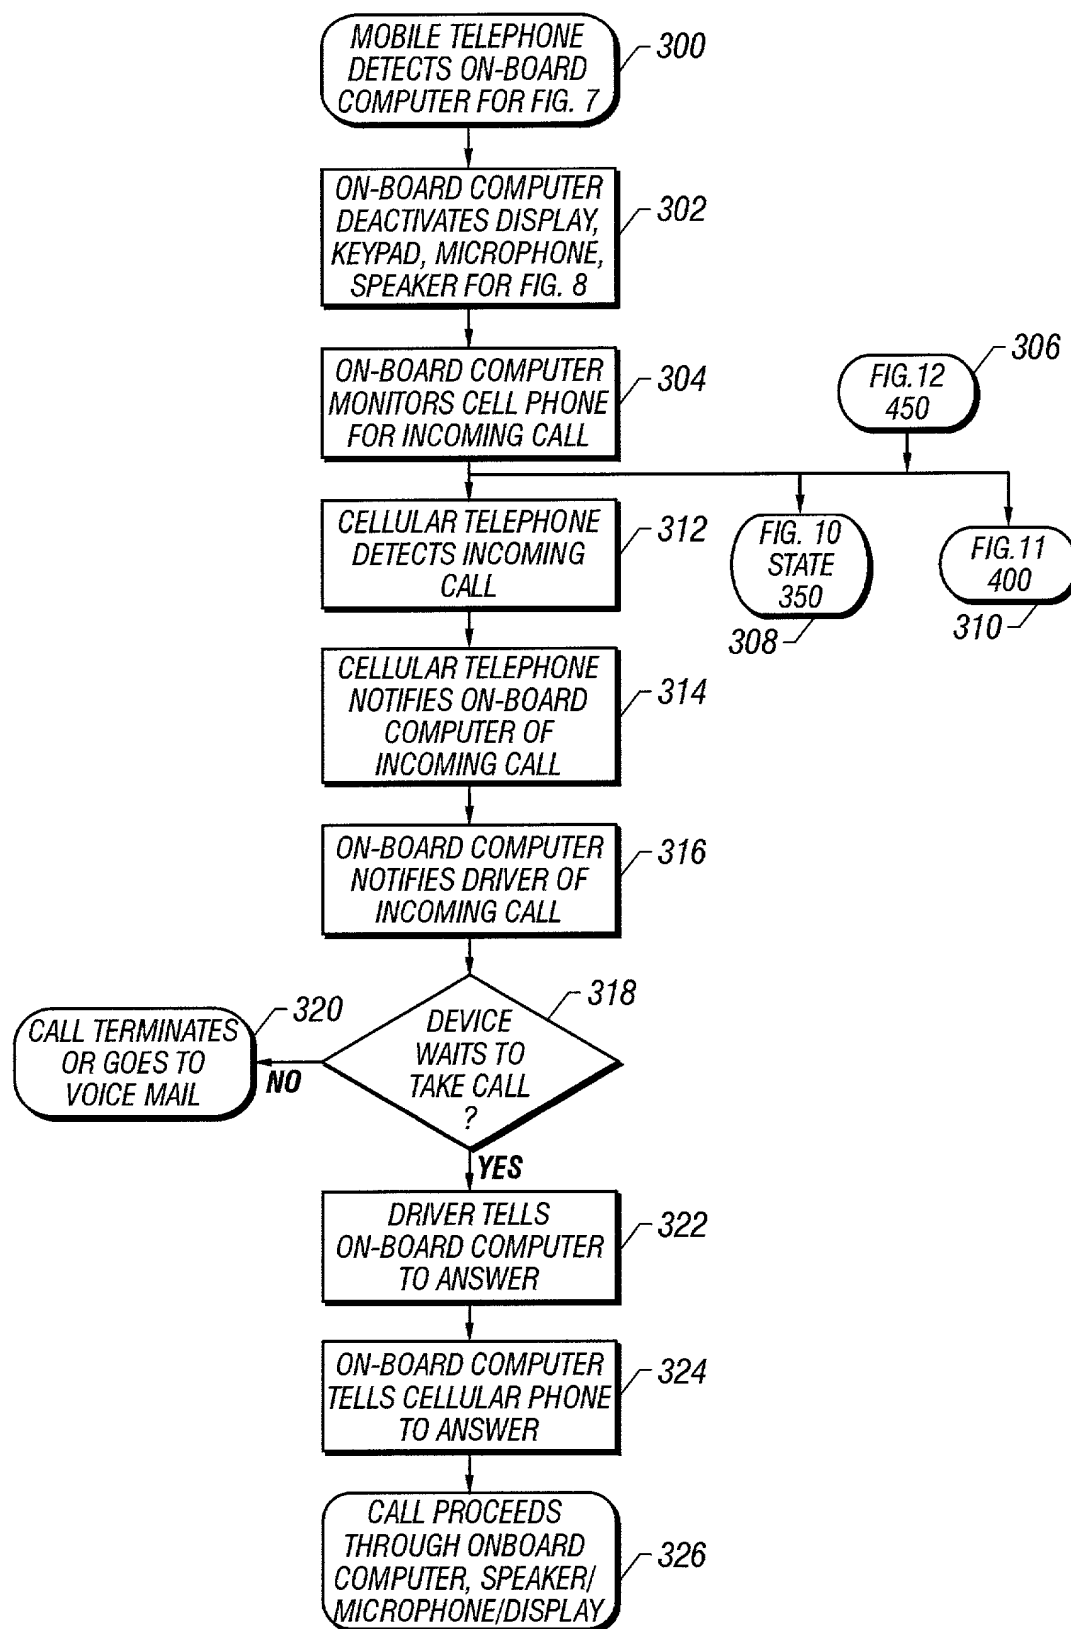 MOBILE TELEPHONE
DETECTS ON-BOARD
COMPUTER FOR FIG. 7
300
ON-BOARD COMPUTER
DEACTIVATES DISPLAY,
KEYPAD, MICROPHONE,
SPEAKER FOR FIG. 8
302
ON-BOARD COMPUTER
MONITORS CELL PHONE
FOR INCOMING CALL
304
FIG.12
450
306
CELLULAR TELEPHONE
DETECTS INCOMING
CALL
312
FIG. 10
STATE
350
308
FIG.11
400
310
CELLULAR TELEPHONE
NOTIFIES ON-BOARD
COMPUTER OF
INCOMING CALL
314
ON-BOARD COMPUTER
NOTIFIES DRIVER OF
INCOMING CALL
316
DEVICE
WAITS TO
TAKE CALL
?
318
NO
CALL TERMINATES
OR GOES TO
VOICE MAIL
320
YES
DRIVER TELLS
ON-BOARD COMPUTER
TO ANSWER
322
ON-BOARD COMPUTER
TELLS CELLULAR PHONE
TO ANSWER
324
CALL PROCEEDS
THROUGH ONBOARD
COMPUTER, SPEAKER/
MICROPHONE/DISPLAY
326